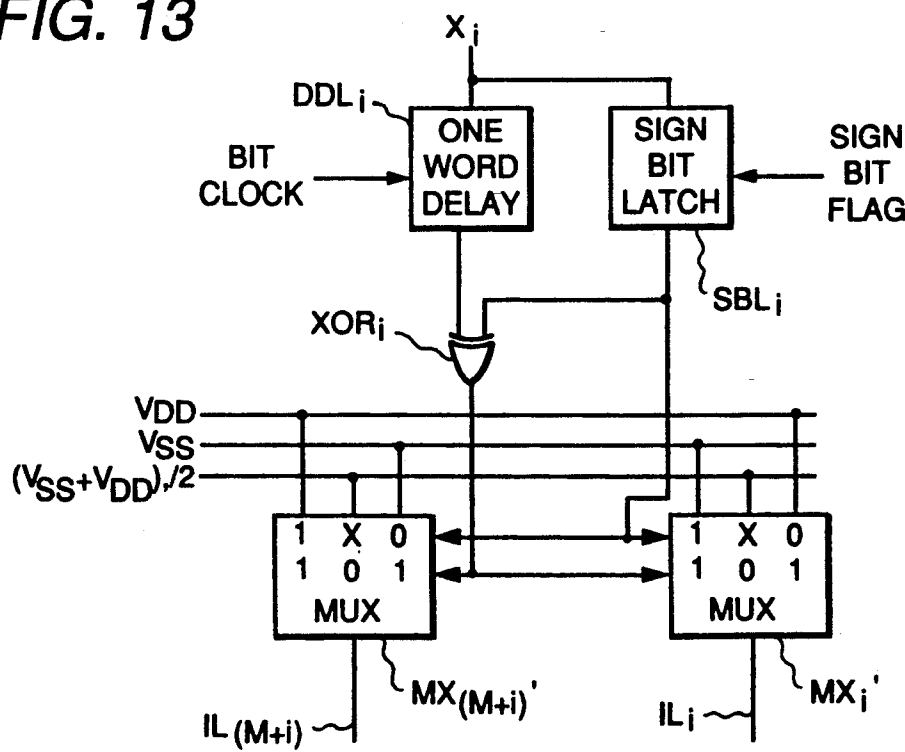 FIG. 13
Xi
DDLi
ONE WORD DELAY
SIGN BIT LATCH
BIT CLOCK
SIGN BIT FLAG
SBLi
XORi
VDD
VSS
(VSS+VDD)/2
1 X 0
1 0 1
MUX
1 X 0
1 0 1
MUX
MX(M+i)'
MXi'
IL(M+i)
ILi